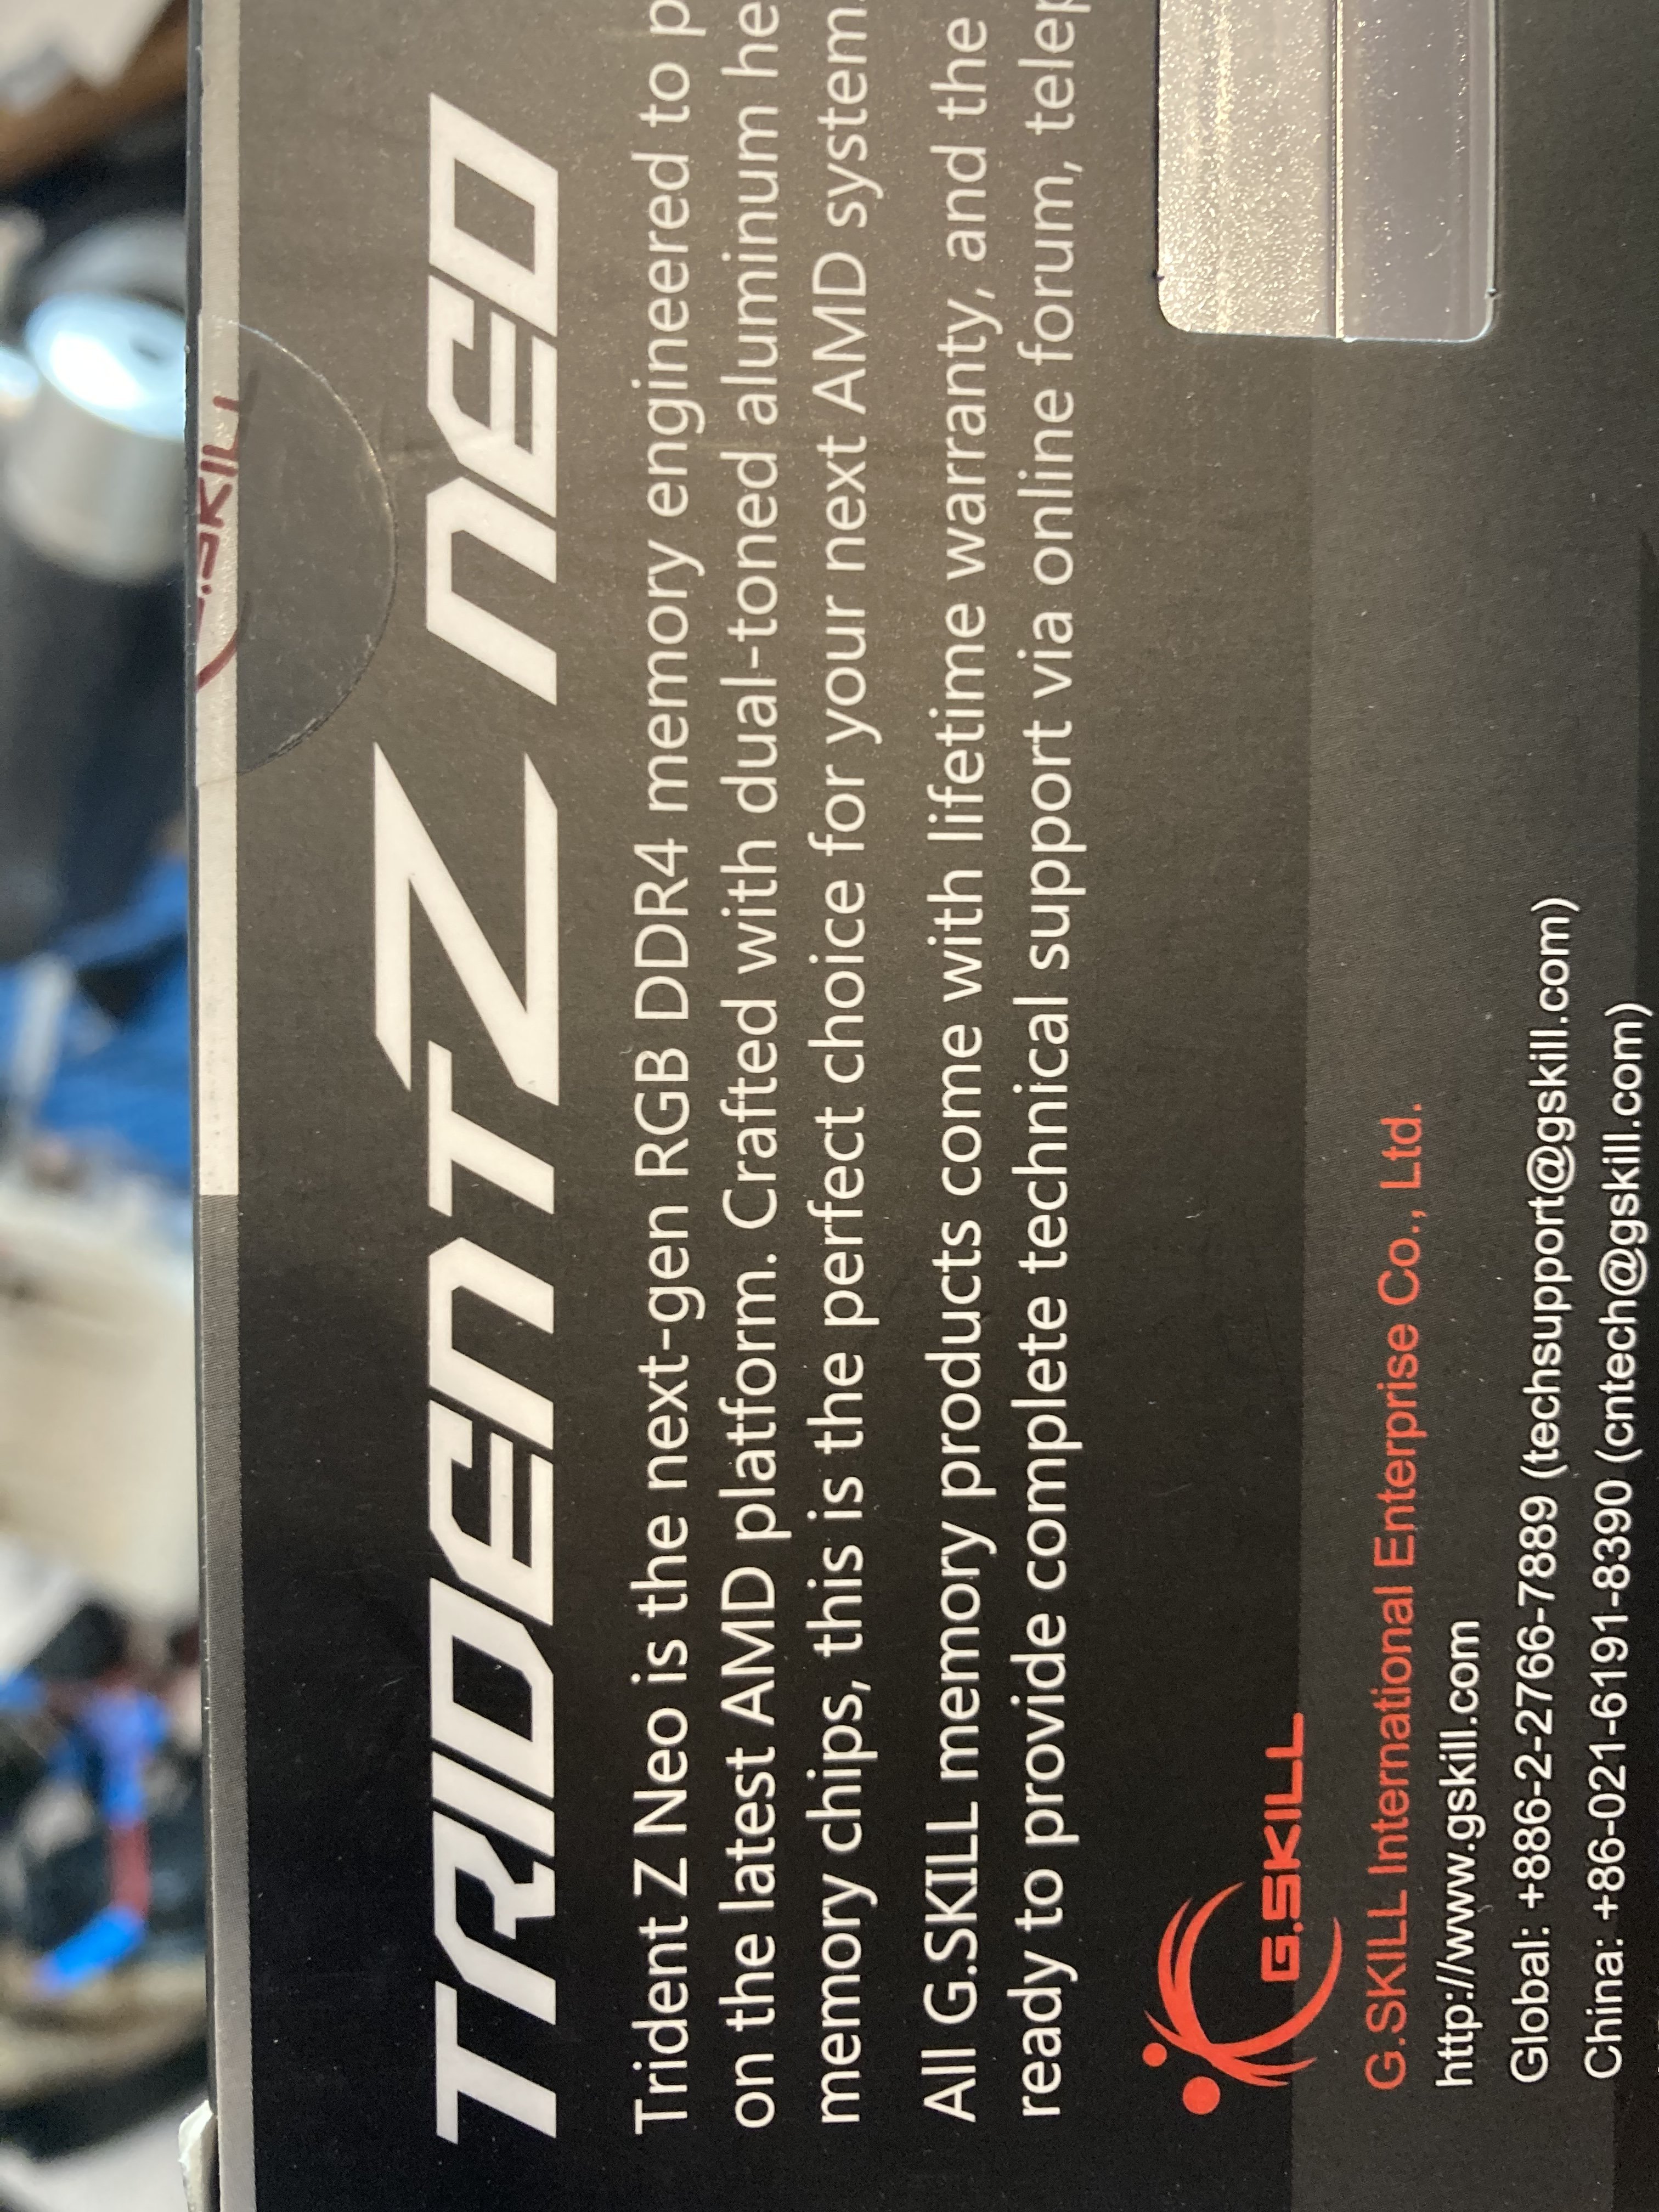 G.SKILL
TRIDENT Z NEO
Trident Z Neo is the next-gen RGB DDR4 memory engineered to
on the latest AMD platform. Crafted with dual-toned aluminum
memory chips, this is the perfect choice for your next AMD system.
All G.SKILL memory products come with lifetime warranty, and the
ready to provide complete technical support via online forum,
G.SKILL
G.SKILL International Enterprise Co., Ltd.
http://www.gskill.com
Global: +886-2-2766-7889 (techsupport@gskill.com)
China: +86-021-6191-8390 (cntech@gskill.com)